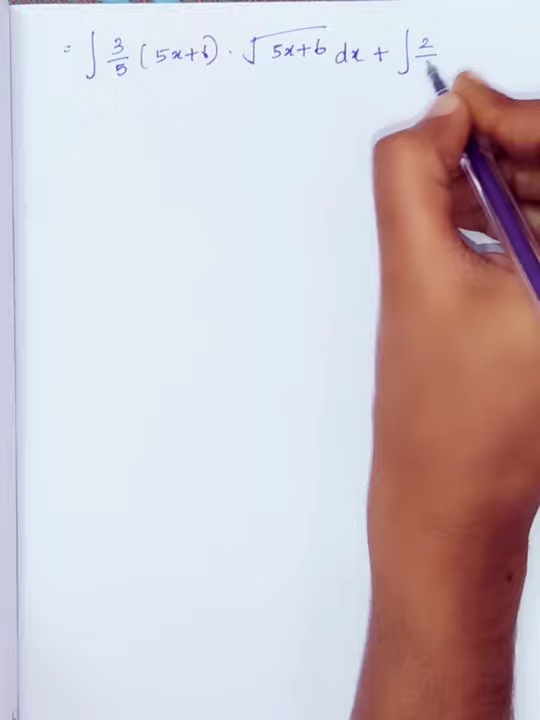 = ∫ 3/5 (5x+6) . √5x+6 dx + ∫ 2/